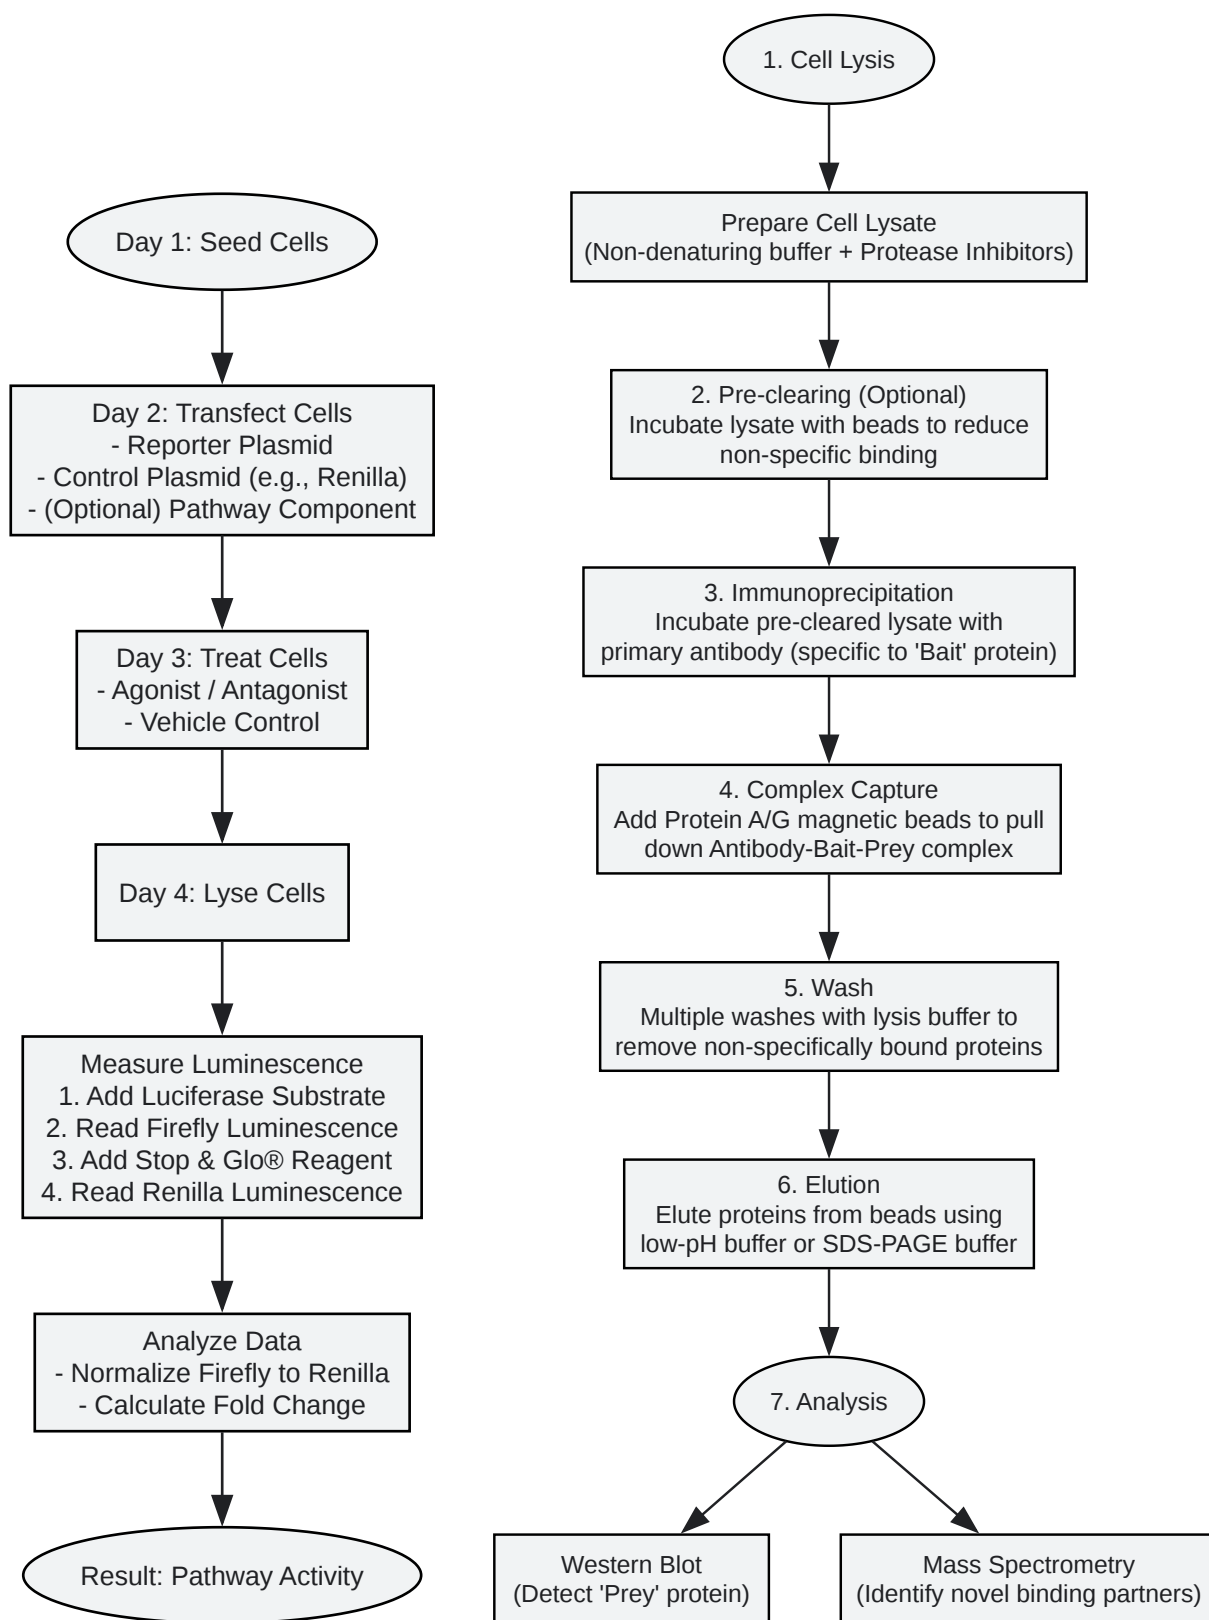 Day 1: Seed Cells
Day 2: Transfect Cells
- Reporter Plasmid
- Control Plasmid (e.g., Renilla)
- (Optional) Pathway Component
Day 3: Treat Cells
- Agonist / Antagonist
- Vehicle Control
Day 4: Lyse Cells
Measure Luminescence
1. Add Luciferase Substrate
2. Read Firefly Luminescence
3. Add Stop & Glo® Reagent
4. Read Renilla Luminescence
Analyze Data
- Normalize Firefly to Renilla
- Calculate Fold Change
Result: Pathway Activity
1. Cell Lysis
Prepare Cell Lysate
(Non-denaturing buffer + Protease Inhibitors)
2. Pre-clearing (Optional)
Incubate lysate with beads to reduce
non-specific binding
3. Immunoprecipitation
Incubate pre-cleared lysate with
primary antibody (specific to 'Bait' protein)
4. Complex Capture
Add Protein A/G magnetic beads to pull
down Antibody-Bait-Prey complex
5. Wash
Multiple washes with lysis buffer to
remove non-specifically bound proteins
6. Elution
Elute proteins from beads using
low-pH buffer or SDS-PAGE buffer
7. Analysis
Western Blot
(Detect 'Prey' protein)
Mass Spectrometry
(Identify novel binding partners)